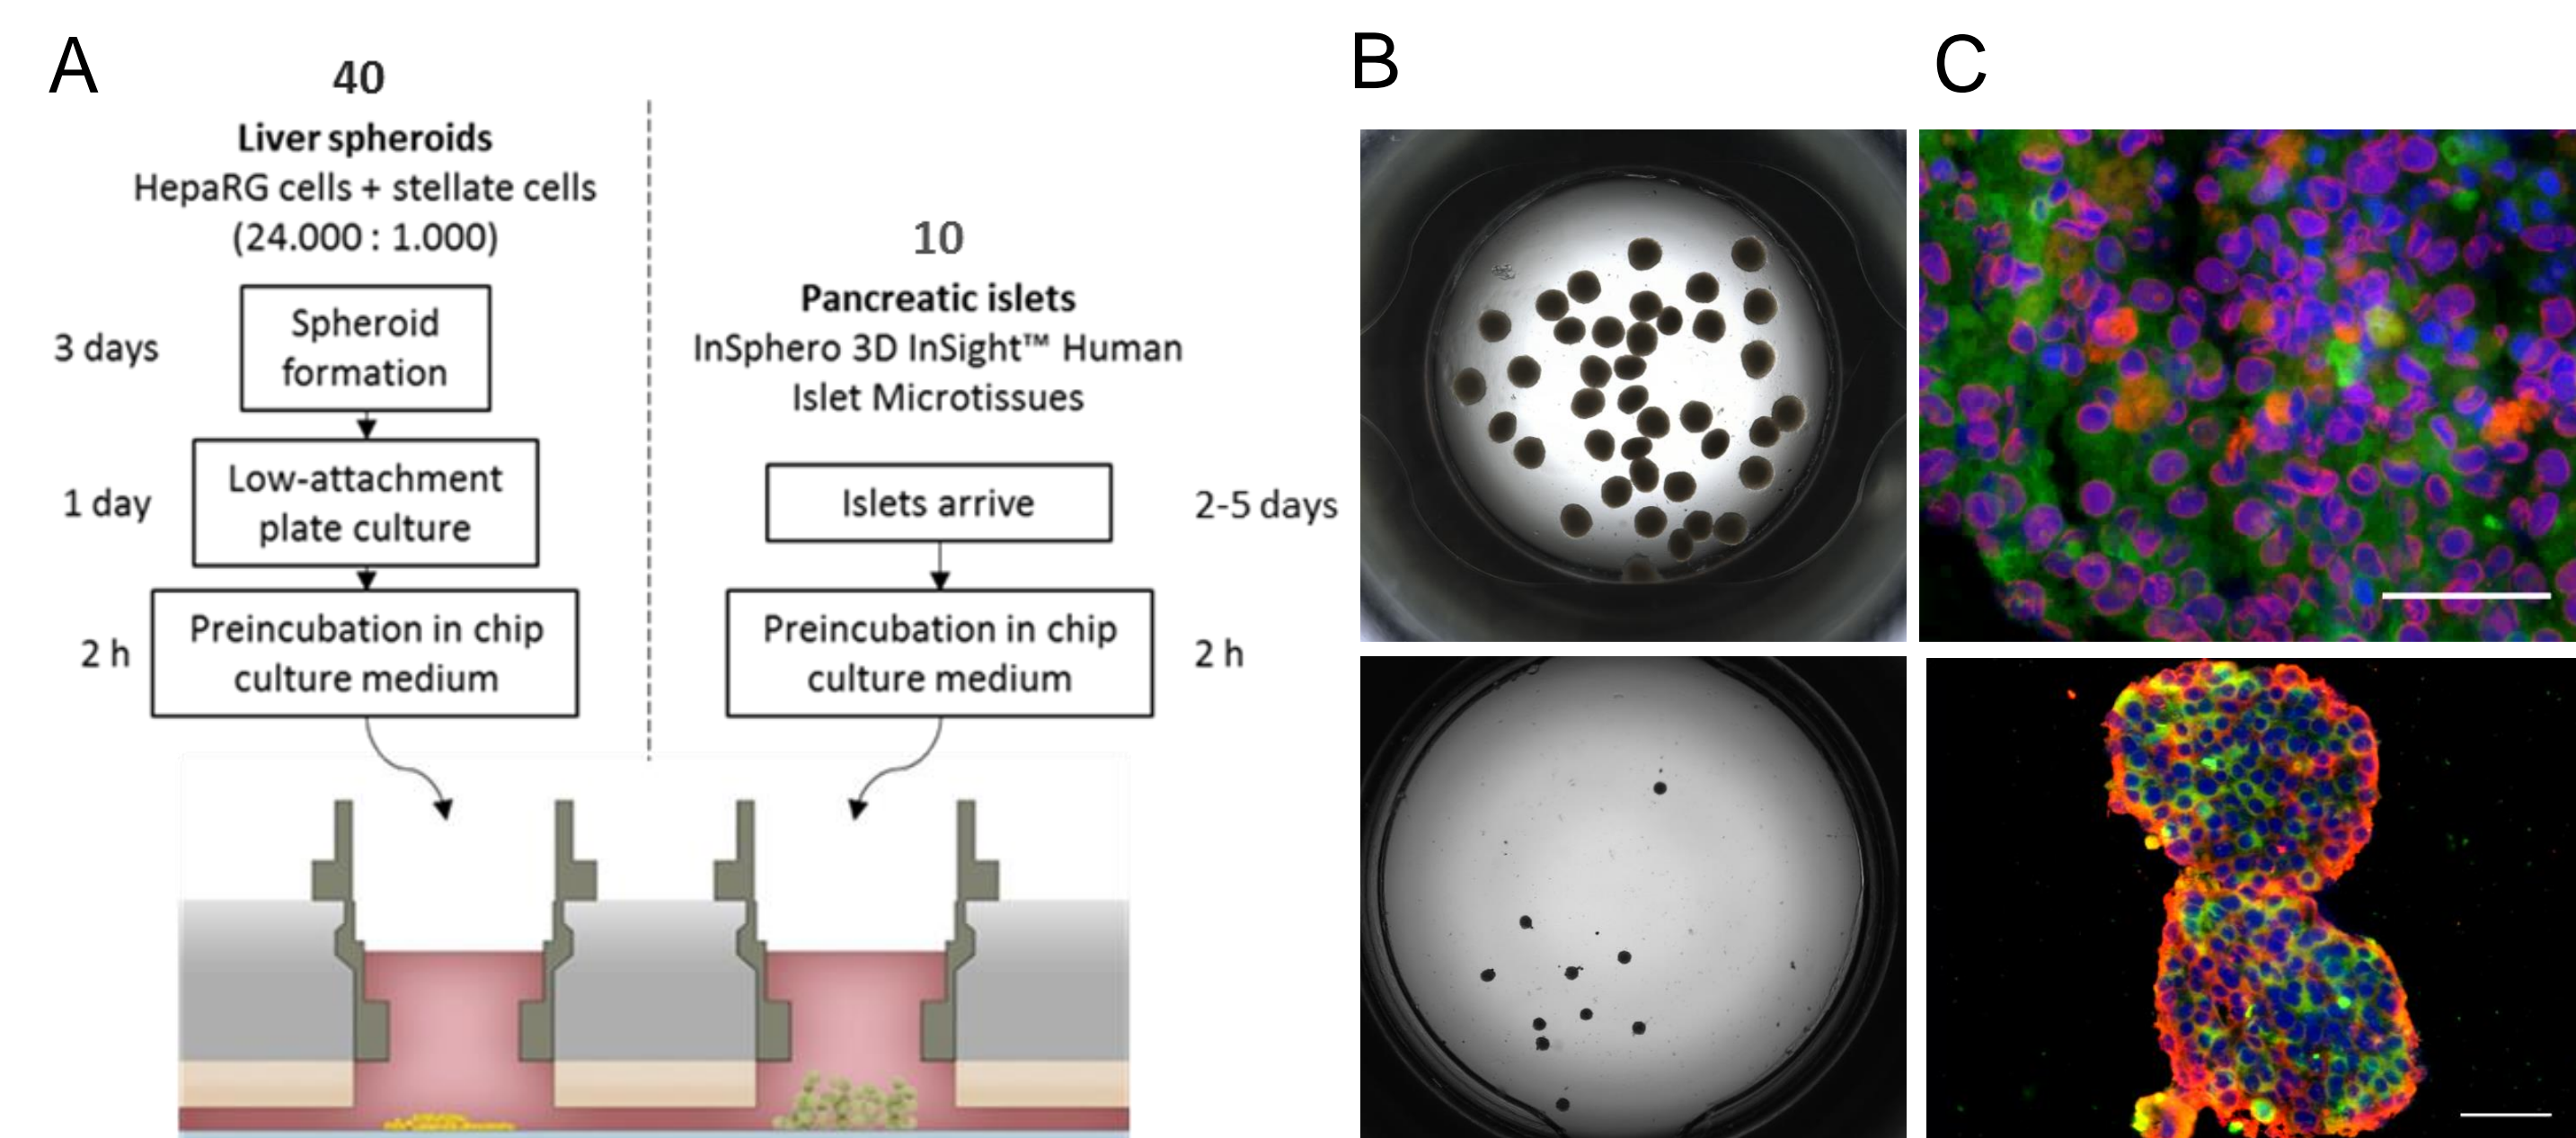 A
40
Liver spheroids
HepaRG cells + stellate cells
(24.000 : 1.000)
3 days
Spheroid
formation
1 day
Low-attachment
plate culture
2 h
Preincubation in chip
culture medium
10
Pancreatic islets
InSphero 3D InSight™ Human
Islet Microtissues
Islets arrive
2-5 days
Preincubation in chip
culture medium
2 h
B
C